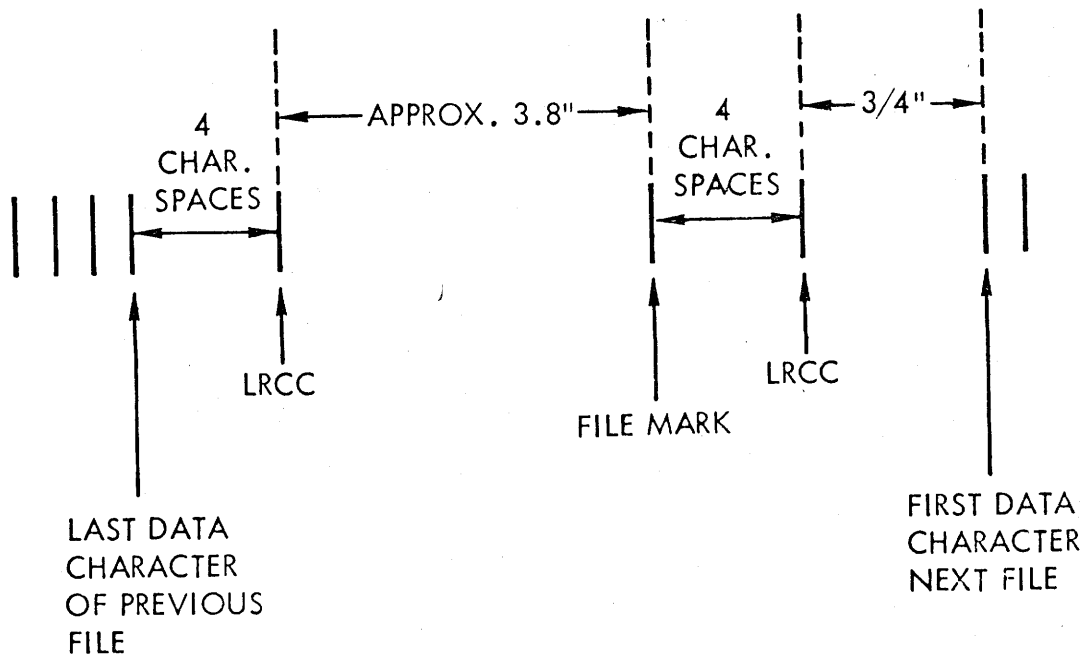 4
CHAR.
SPACES
APPROX. 3.8"
4
CHAR.
SPACES
3/4"
LRCC
FILE MARK
LRCC
LAST DATA
CHARACTER
OF PREVIOUS
FILE
FIRST DATA
CHARACTER
NEXT FILE